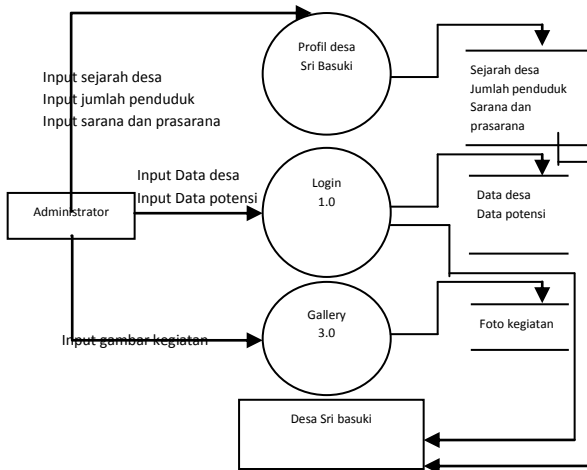 Profil desa
Sri Basuki
Input sejarah desa
Input jumlah penduduk
Input sarana dan prasarana
Sejarah desa
Jumlah penduduk
Sarana dan
prasarana
Input Data desa
Input Data potensi
Administrator
Login
1.0
Data desa
Data potensi
Input gambar kegiatan
Gallery
3.0
Foto kegiatan
Desa Sri basuki